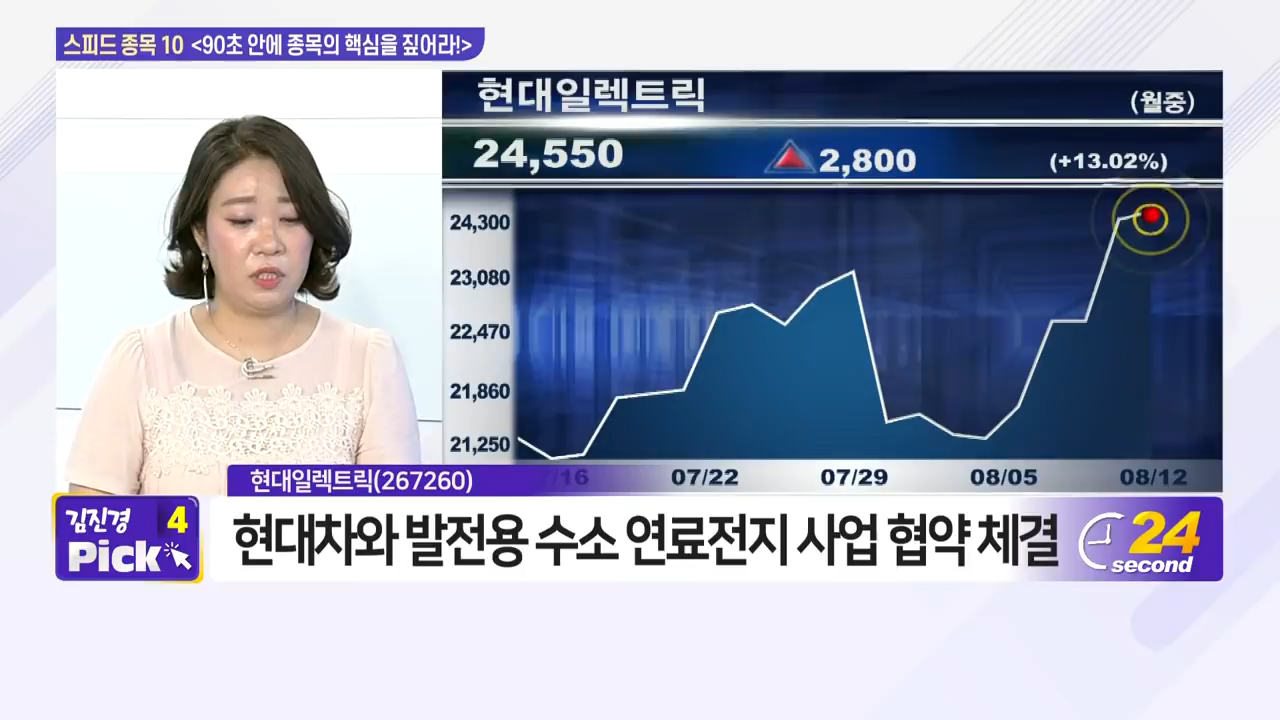 스피드 종목 10 <90초 안에 종목의 핵심을 짚어라!>
현대일렉트릭 (월중)
24,550 2,800 (+13.02%)
24,300
23,080
22,470
21,860
21,250
/16 07/22 07/29 08/05 08/12
현대일렉트릭(267260)
김진경 4
Pick
현대차와 발전용 수소 연료전지 사업 협약 체결
24
second